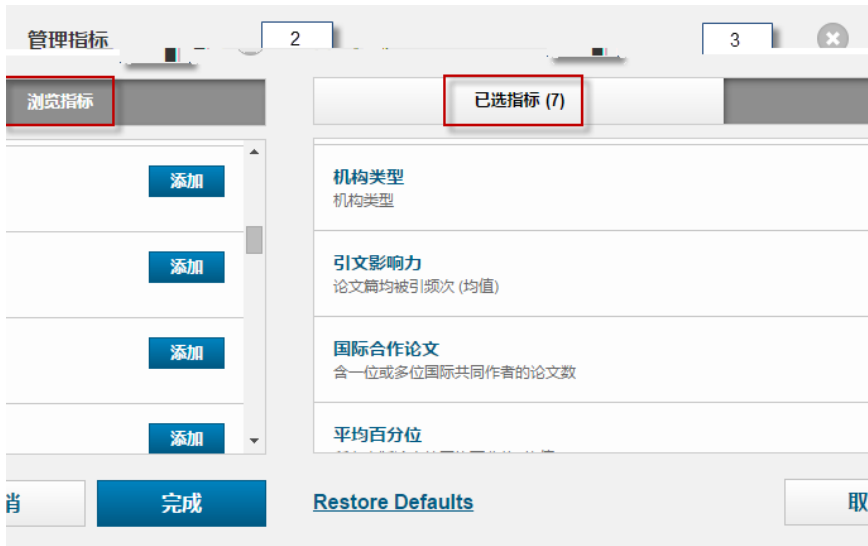 管理指标
2
3
浏览指标
已选指标 (7)
添加
机构类型
机构类型
添加
引文影响力
论文篇均被引频次 (均值)
添加
国际合作论文
含一位或多位国际共同作者的论文数
添加
平均百分位
消
完成
Restore Defaults
取